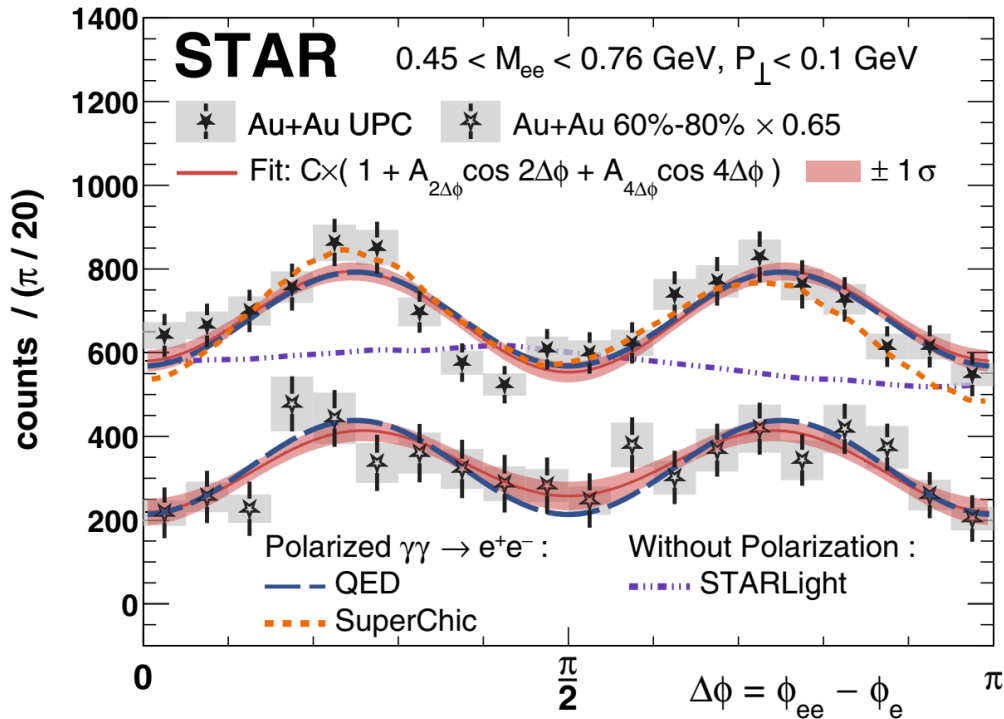 1400
1200
1000
800
600
400
200
0
counts / (π / 20)
STAR 0.45 < M_ee < 0.76 GeV, P_⊥ < 0.1 GeV
Au+Au UPC Au+Au 60%-80% × 0.65
Fit: C×( 1 + A_2Δφ cos 2Δφ + A_4Δφ cos 4Δφ ) ± 1 σ
Polarized γγ → e⁺e⁻ : Without Polarization :
QED STARLight
SuperChic
0 π/2 π
Δφ = φ_ee − φ_e